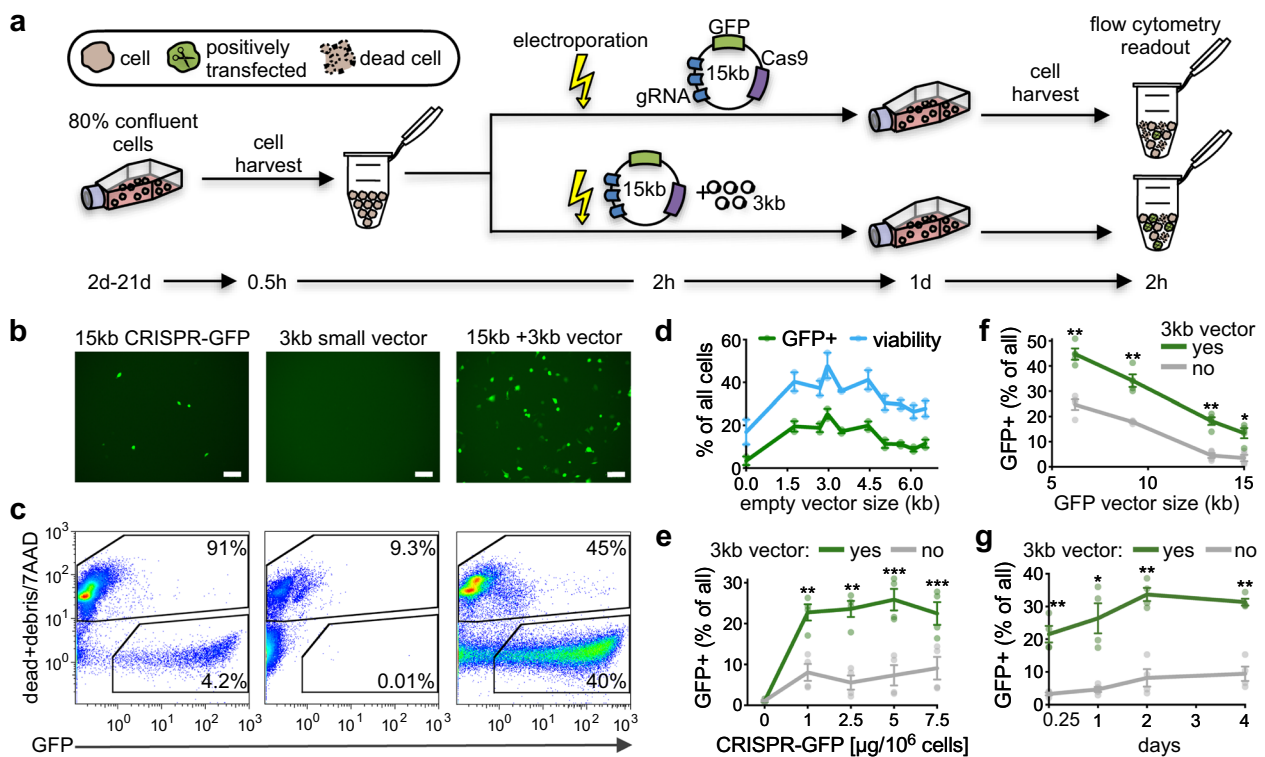 a
cell
positively transfected
dead cell
80% confluent cells
cell harvest
electroporation
GFP
Cas9
15kb
gRNA
15kb
+
3kb
cell harvest
flow cytometry readout
2d-21d
0.5h
2h
1d
2h
b
15kb CRISPR-GFP
3kb small vector
15kb +3kb vector
c
dead+debris/7AAD
10³
10²
10¹
10⁰
91%
4.2%
9.3%
0.01%
45%
40%
10⁰ 10¹ 10² 10³
10⁰ 10¹ 10² 10³
10⁰ 10¹ 10² 10³
GFP
d
GFP+ viability
% of all cells
60
40
20
0
0.0 1.5 3.0 4.5 6.0
empty vector size (kb)
e
3kb vector: yes no
GFP+ (% of all)
30
20
10
0
** ** *** ***
0 1 2.5 5 7.5
CRISPR-GFP [µg/10⁶ cells]
f
3kb vector
yes
no
GFP+ (% of all)
50
40
30
20
10
0
** ** ** *
5 10 15
GFP vector size (kb)
g
3kb vector: yes no
GFP+ (% of all)
40
30
20
10
0
** * ** **
0.25 1 2 3 4
days